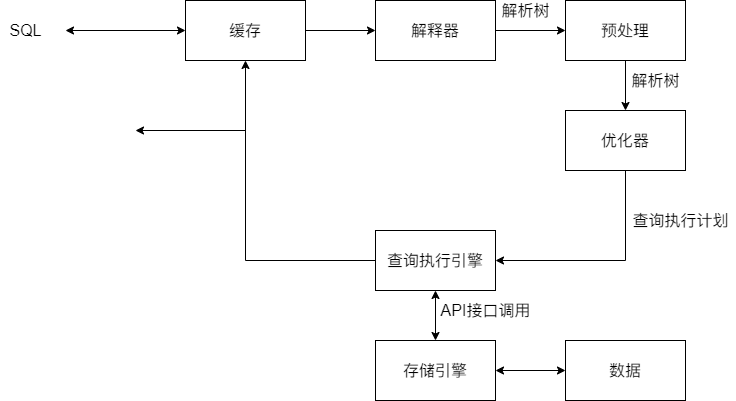 SQL
缓存
解释器
解析树
预处理
解析树
优化器
查询执行计划
查询执行引擎
API接口调用
存储引擎
数据